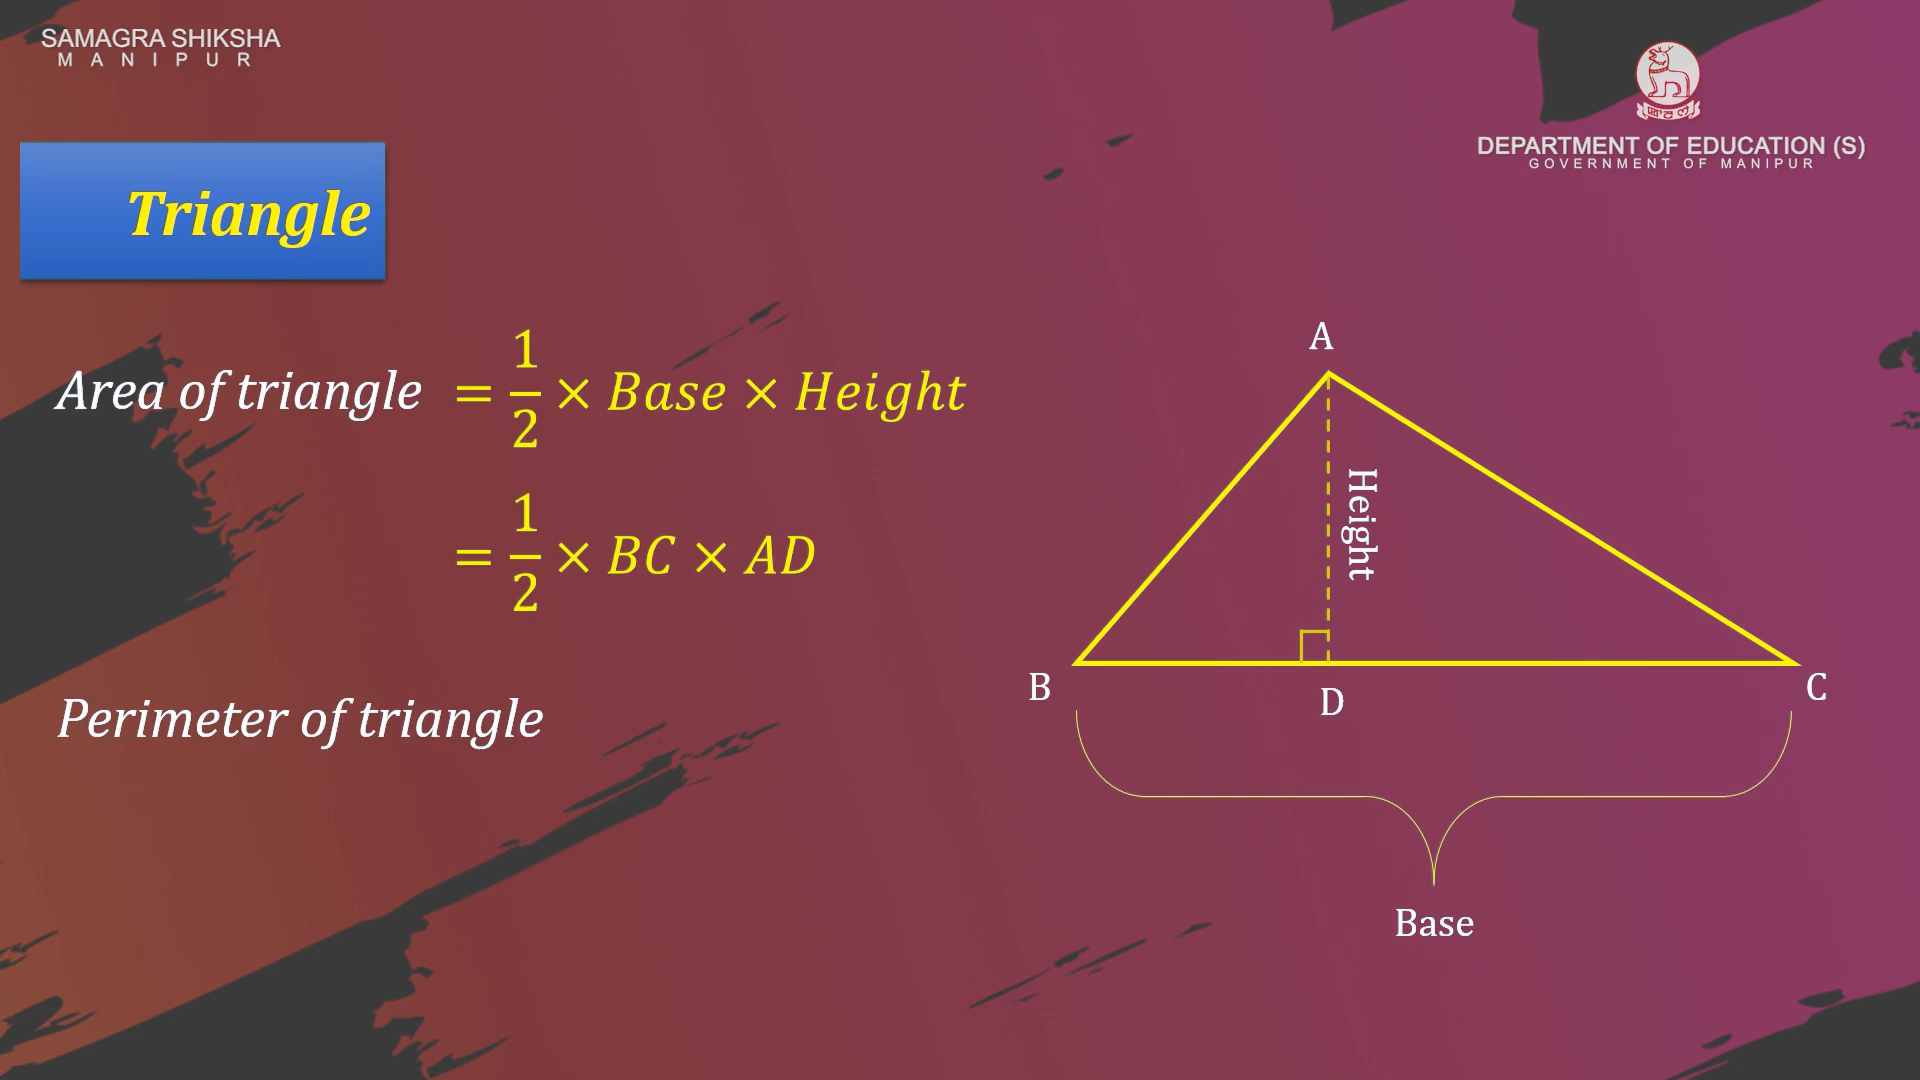 SAMAGRA SHIKSHA
MANIPUR
DEPARTMENT OF EDUCATION (S)
GOVERNMENT OF MANIPUR
Triangle
Area of triangle = 1/2 × Base × Height
= 1/2 × BC × AD
Perimeter of triangle
A
Height
B
D
C
Base